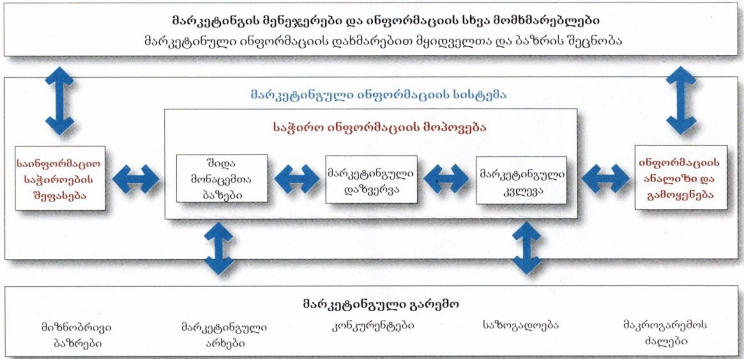 მარკეტინგის მენეჯერები და ინფორმაციის სხვა მომხმარებლები
მარკეტინული ინფორმაციის დახმარებით მყიდველთა და ბაზრის შეცნობა
მარკეტინგული ინფორმაციის სისტემა
საჭირო ინფორმაციის მოპოვება
საინფორმაციო
საჭიროების
შეფასება
შიდა
მონაცემთა
ბაზები
მარკეტინგული
დაზვერვა
მარკეტინგული
კვლევა
ინფორმაციის
ანალიზი და
გამოყენება
მარკეტინგული გარემო
მიზნობრივი
ბაზრები
მარკეტინგული
არხები
კონკურენტები
საზოგადოება
მაკროგარემოს
ძალები